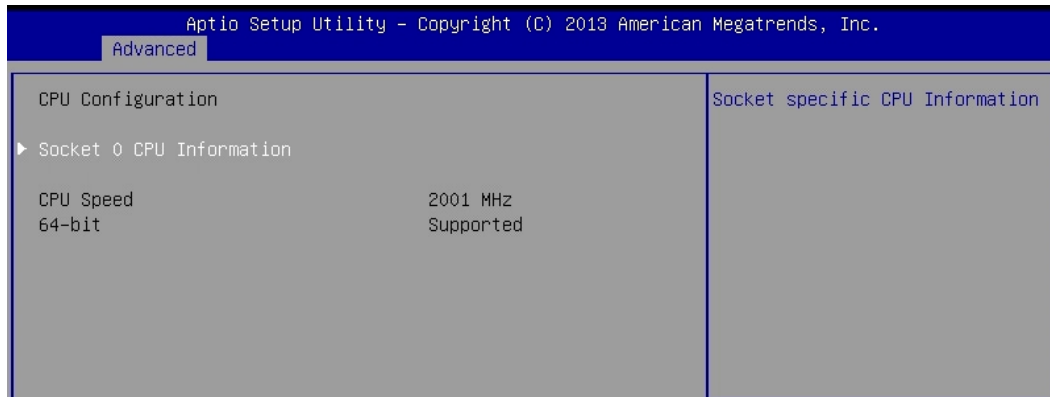 Aptio Setup Utility – Copyright (C) 2013 American Megatrends, Inc.
Advanced
CPU Configuration
Socket specific CPU Information
Socket 0 CPU Information
CPU Speed 2001 MHz
64-bit Supported